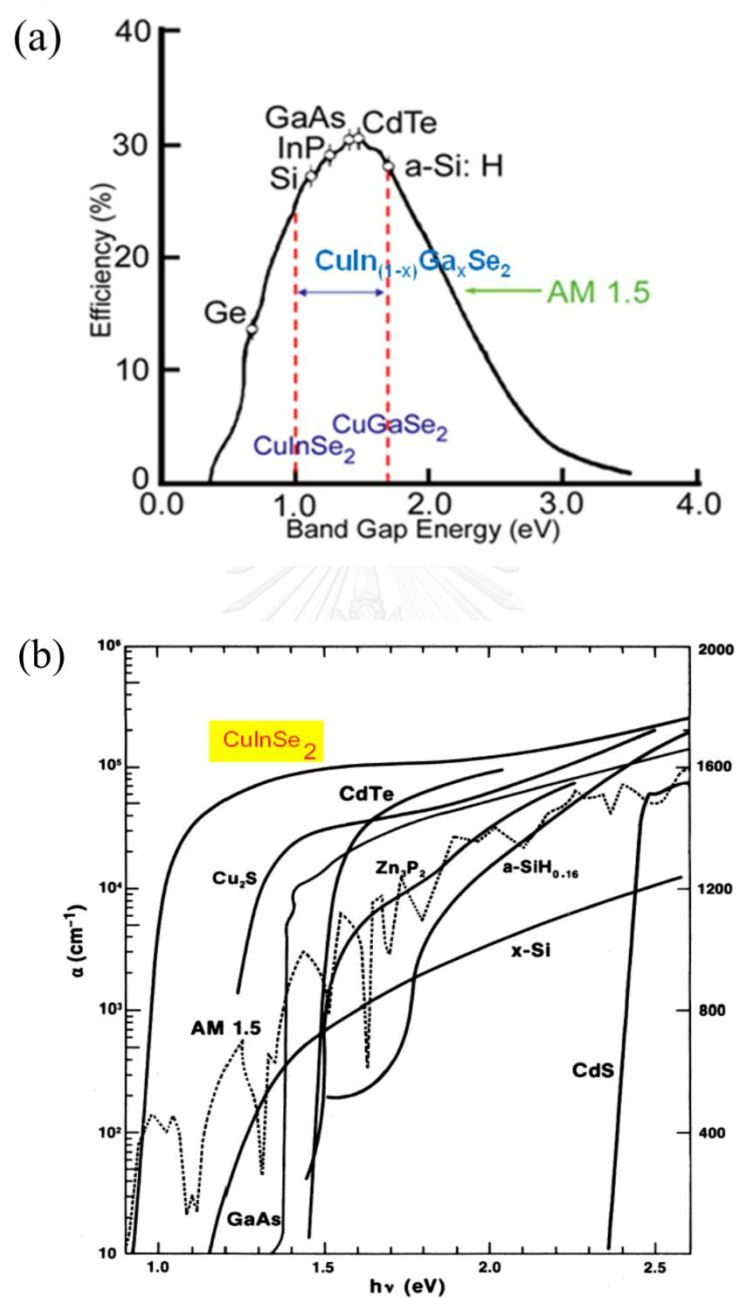 (a)
40
30
20
10
0
Efficiency (%)
GaAs
CdTe
InP
Si
a-Si: H
CuIn(1-x)GaxSe2
AM 1.5
Ge
CuGaSe2
CuInSe2
0.0 1.0 2.0 3.0 4.0
Band Gap Energy (eV)
(b)
10⁶
10⁵
10⁴
10³
10²
10
α (cm⁻¹)
2000
1600
1200
800
400
CuInSe2
CdTe
Cu₂S
Zn₃P₂
a-SiH0.16
x-Si
AM 1.5
CdS
GaAs
1.0 1.5 2.0 2.5
hν (eV)